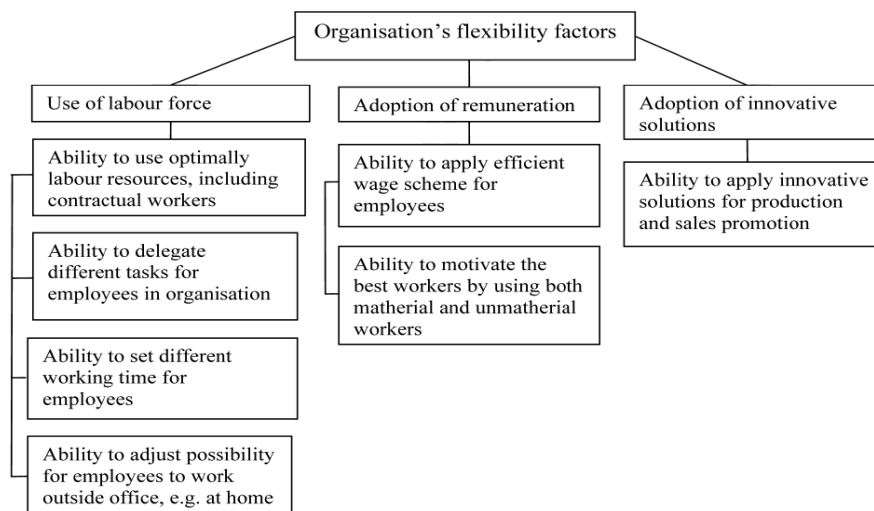 Organisation's flexibility factors
Use of labour force
Ability to use optimally
labour resources, including
contractual workers
Ability to delegate
different tasks for
employees in organisation
Ability to set different
working time for
employees
Ability to adjust possibility
for employees to work
outside office, e.g. at home
Adoption of remuneration
Ability to apply efficient
wage scheme for
employees
Ability to motivate the
best workers by using both
matherial and unmatherial
workers
Adoption of innovative
solutions
Ability to apply innovative
solutions for production
and sales promotion